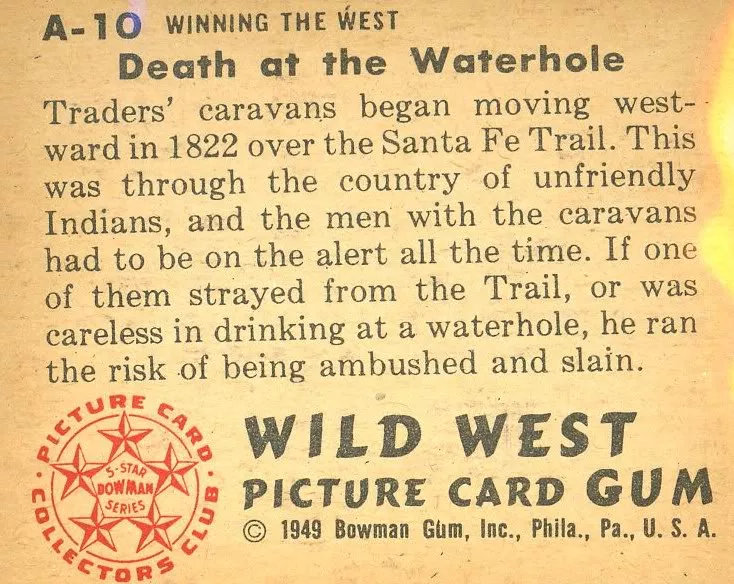 A-10 WINNING THE WEST
Death at the Waterhole
Traders' caravans began moving west-
ward in 1822 over the Santa Fe Trail. This
was through the country of unfriendly
Indians, and the men with the caravans
had to be on the alert all the time. If one
of them strayed from the Trail, or was
careless in drinking at a waterhole, he ran
the risk of being ambushed and slain.
PICTURE CARD
COLLECTORS CLUB
5-STAR
BOWMAN
SERIES
WILD WEST
PICTURE CARD GUM
© 1949 Bowman Gum, Inc., Phila., Pa., U. S. A.